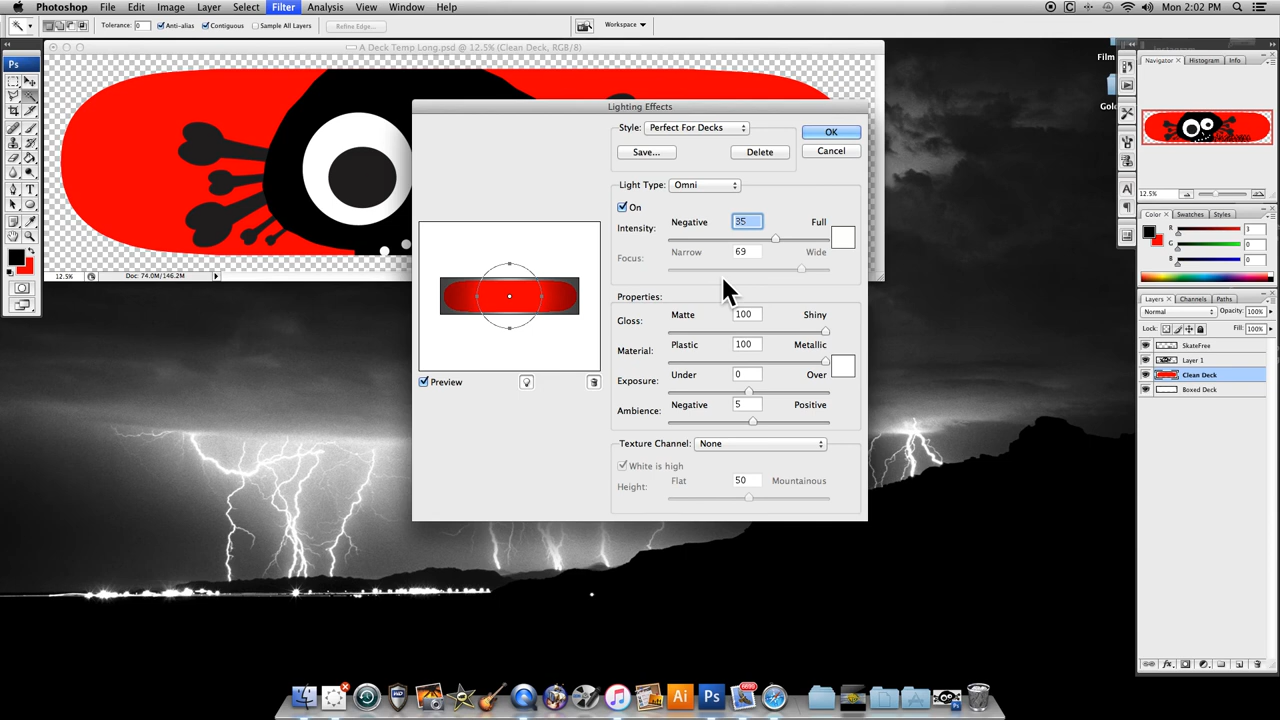 Photoshop File Edit Image Layer Select Filter Analysis View Window Help Mon 2:02 PM
Tolerance: 0 Anti-alias Contiguous Sample All Layers Refine Edge... Workspace
A Deck Temp Long.psd @ 12.5% (Clean Deck, RGB/8)
Ps
12.5% Doc: 74.0M/146.2M
Film
Gol
Lighting Effects
Style: Perfect For Decks
OK
Save... Delete
Cancel
Light Type: Omni
On
Intensity: Negative 35 Full
Focus: Narrow 69 Wide
Properties:
Gloss: Matte 100 Shiny
Material: Plastic 100 Metallic
Exposure: Under 0 Over
Ambience: Negative 5 Positive
Preview
Texture Channel: None
White is high
Height: Flat 50 Mountainous
Navigator Histogram Info
12.5%
Color Swatches Styles
R 3
G 0
B 0
Layers Channels Paths
Normal Opacity: 100%
Lock: Fill: 100%
SkateFree
Layer 1
Clean Deck
Boxed Deck
Ai Ps